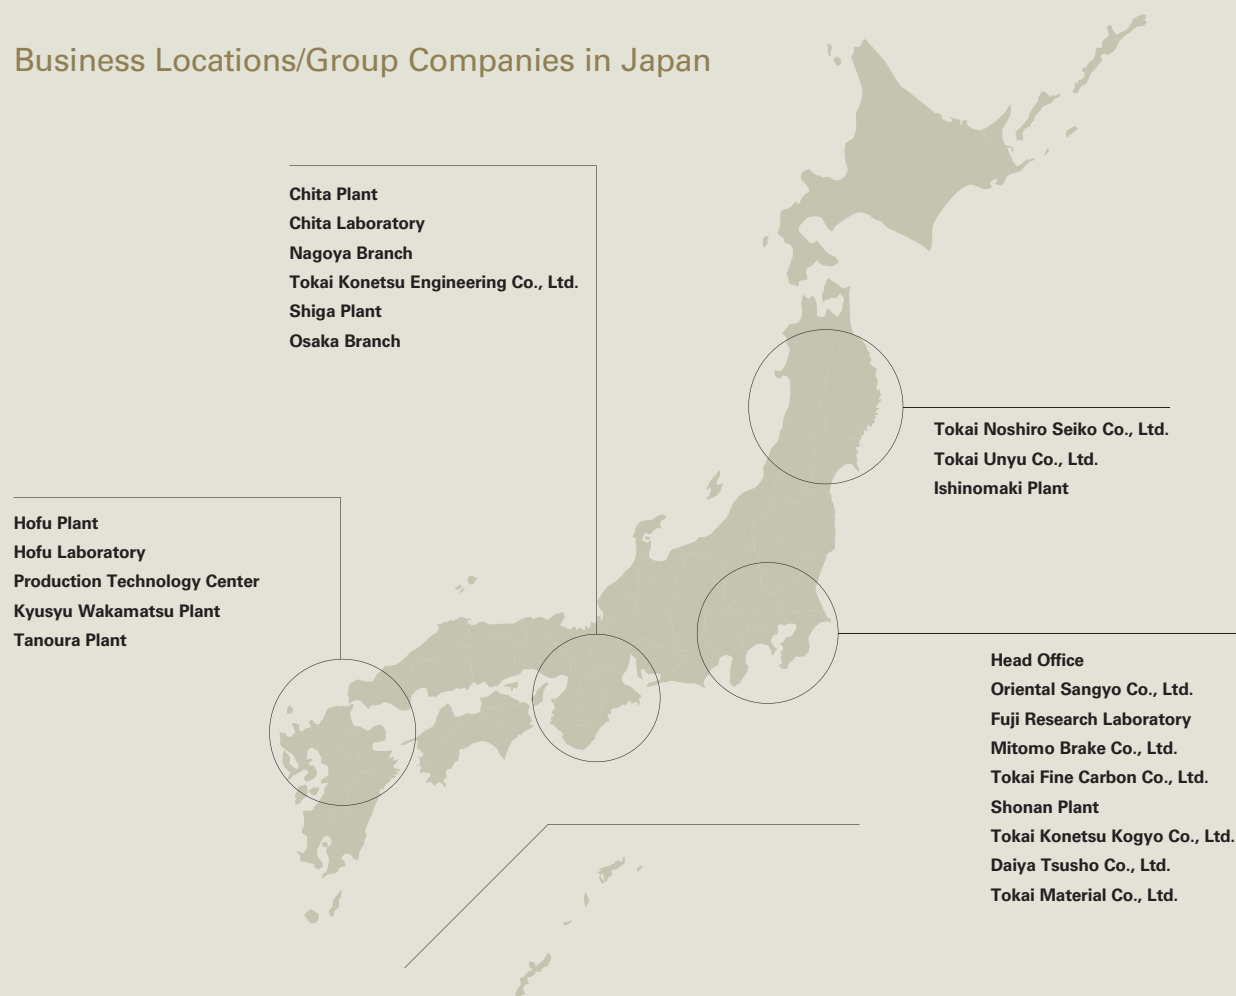 Business Locations/Group Companies in Japan
Chita Plant
Chita Laboratory
Nagoya Branch
Tokai Konetsu Engineering Co., Ltd.
Shiga Plant
Osaka Branch
Tokai Noshiro Seiko Co., Ltd.
Tokai Unyu Co., Ltd.
Ishinomaki Plant
Hofu Plant
Hofu Laboratory
Production Technology Center
Kyusyu Wakamatsu Plant
Tanoura Plant
Head Office
Oriental Sangyo Co., Ltd.
Fuji Research Laboratory
Mitomo Brake Co., Ltd.
Tokai Fine Carbon Co., Ltd.
Shonan Plant
Tokai Konetsu Kogyo Co., Ltd.
Daiya Tsusho Co., Ltd.
Tokai Material Co., Ltd.